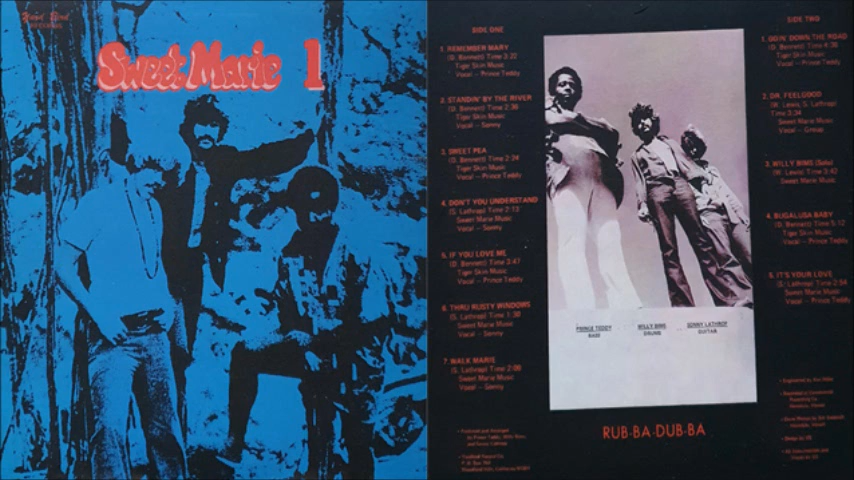 Sweet Marie 1
SIDE ONE
1. REMEMBER MARY
(D. Bennett) Time 3:22
Tiger Skin Music
Vocal – Prince Teddy
2. STANDIN' BY THE RIVER
(D. Bennett) Time 2:36
Tiger Skin Music
Vocal – Sonny
3. SWEET PEA
(D. Bennett) Time 2:24
Tiger Skin Music
Vocal – Prince Teddy
4. DON'T YOU UNDERSTAND
(S. Lathrop) Time 2:13
Sweet Marie Music
Vocal – Sonny
5. IF YOU LOVE ME
(D. Bennett) Time 3:47
Tiger Skin Music
Vocal – Prince Teddy
6. THRU RUSTY WINDOWS
(S. Lathrop) Time 1:30
Sweet Marie Music
Vocal – Sonny
7. WALK MARIE
(S. Lathrop) Time
Sweet Marie Music
Vocal – Sonny
PRINCE TEDDY
BASS
WILLY BIMS
DRUMS
SONNY LATHROP
GUITAR
RUB-BA-DUB-BA
SIDE TWO
1. GOIN' DOWN THE ROAD
(D. Bennett) Time 4:36
Tiger Skin Music
Vocal – Prince Teddy
2. DR. FEELGOOD
(W. Lewis, S. Lathrop)
Time 3:34
Sweet Marie Music
Vocal – Group
3. WILLY BIMS (Solo)
(W. Lewis) Time 3:42
Sweet Marie Music
4. BUGALUSA BABY
(D. Bennett) Time 5:12
Tiger Skin Music
Vocal – Prince Teddy
5. IT'S YOUR LOVE
(S. Lathrop) Time 2:54
Sweet Marie Music
Vocal – Prince Teddy